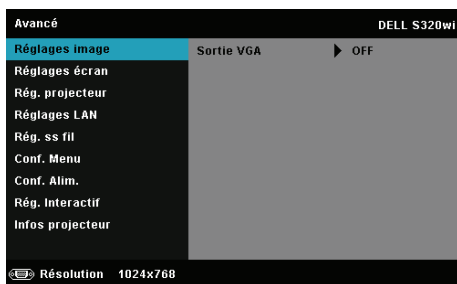 Avancé DELL S320wi
Réglages image Sortie VGA OFF
Réglages écran
Rég. projecteur
Réglages LAN
Rég. ss fil
Conf. Menu
Conf. Alim.
Rég. Interactif
Infos projecteur
Résolution 1024x768